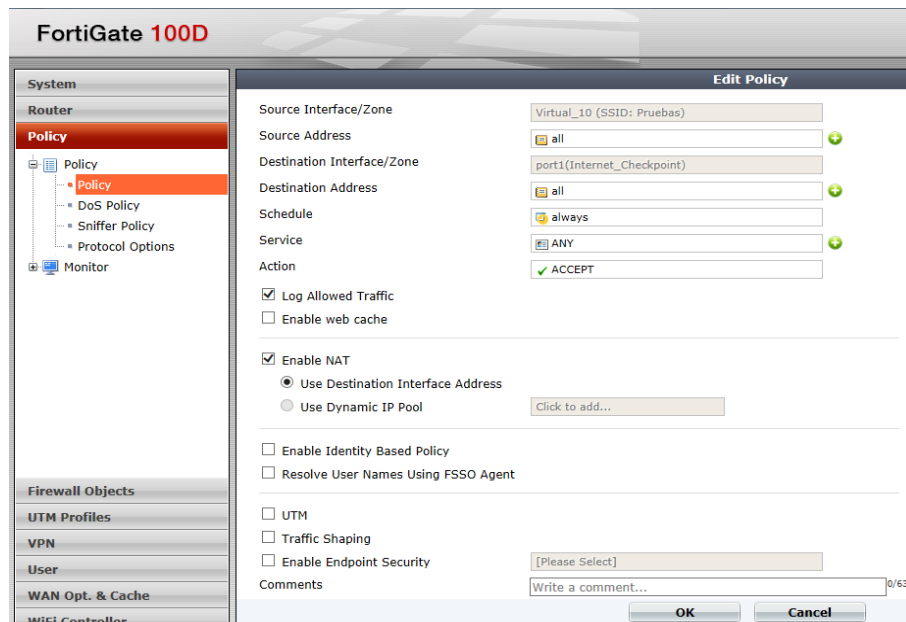 FortiGate 100D
System
Router
Policy
Policy
Policy
DoS Policy
Sniffer Policy
Protocol Options
Monitor
Firewall Objects
UTM Profiles
VPN
User
WAN Opt. & Cache
WiFi Controller
Edit Policy
Source Interface/Zone Virtual_10 (SSID: Pruebas)
Source Address all
Destination Interface/Zone port1(Internet_Checkpoint)
Destination Address all
Schedule always
Service ANY
Action ACCEPT
Log Allowed Traffic
Enable web cache
Enable NAT
Use Destination Interface Address
Use Dynamic IP Pool Click to add...
Enable Identity Based Policy
Resolve User Names Using FSSO Agent
UTM
Traffic Shaping
Enable Endpoint Security [Please Select]
Comments Write a comment... 0/63
OK Cancel